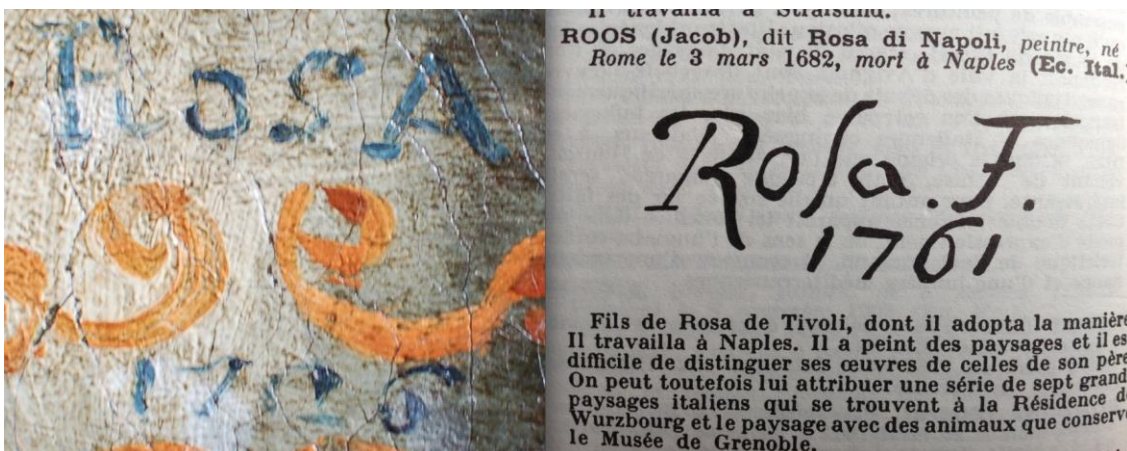 RosA
Il travailla à Stralsund.
ROOS (Jacob), dit Rosa di Napoli, peintre, né
Rome le 3 mars 1682, mort à Naples (Ec. Ital.)
Rosa. F.
1761
Fils de Rosa de Tivoli, dont il adopta la manière
Il travailla à Naples. Il a peint des paysages et il es
difficile de distinguer ses œuvres de celles de son père
On peut toutefois lui attribuer une série de sept grand
paysages italiens qui se trouvent à la Résidence d
Wurzbourg et le paysage avec des animaux que conserv
le Musée de Grenoble.